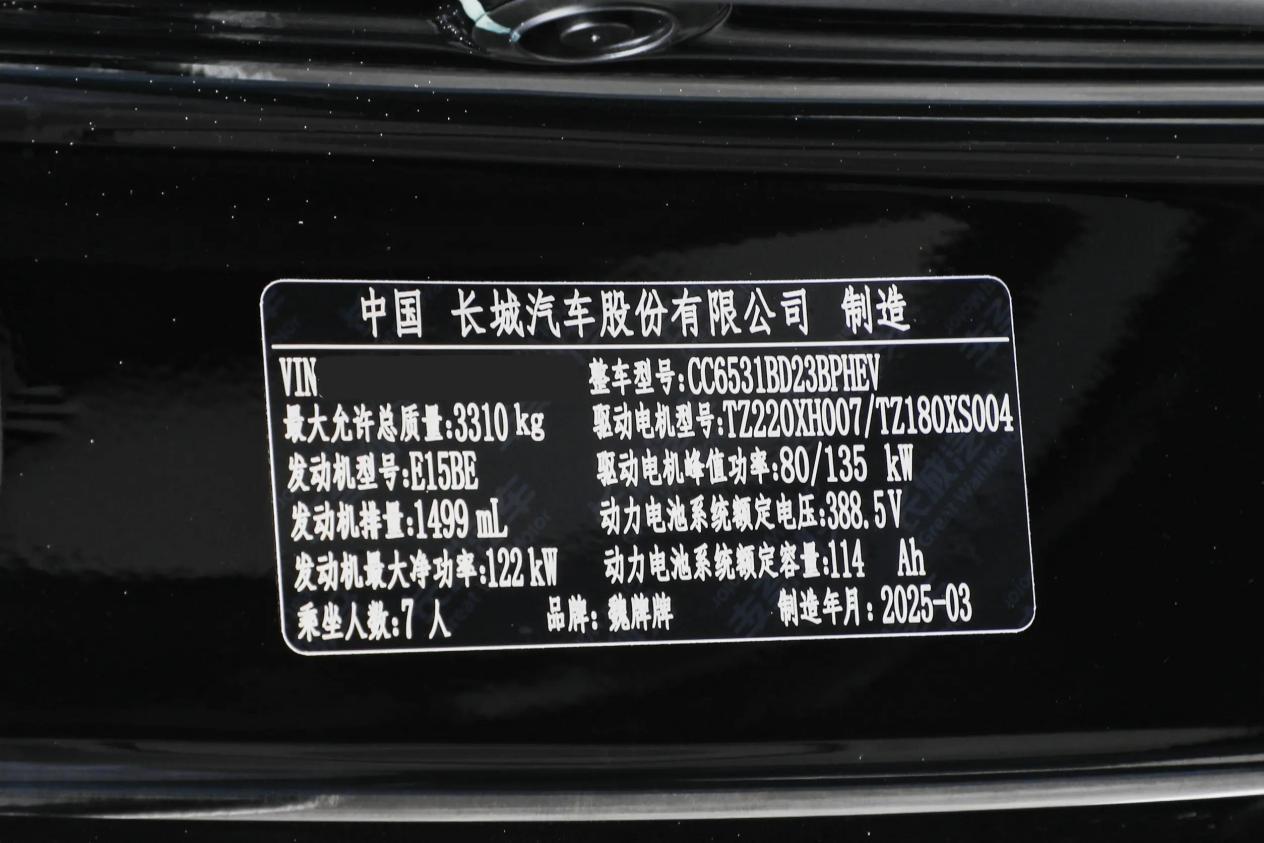 中国 长城汽车股份有限公司 制造
VIN 整车型号:CC6531BD23BPHEV
最大允许总质量:3310 kg 驱动电机型号:TZ220XH007/TZ180XS004
发动机型号:E15BE 驱动电机峰值功率:80/135 kW
发动机排量:1499 mL 动力电池系统额定电压:388.5V
发动机最大净功率:122 kW 动力电池系统额定容量:114 Ah
乘坐人数:7 人 品牌: 魏牌牌 制造年月: 2025-03